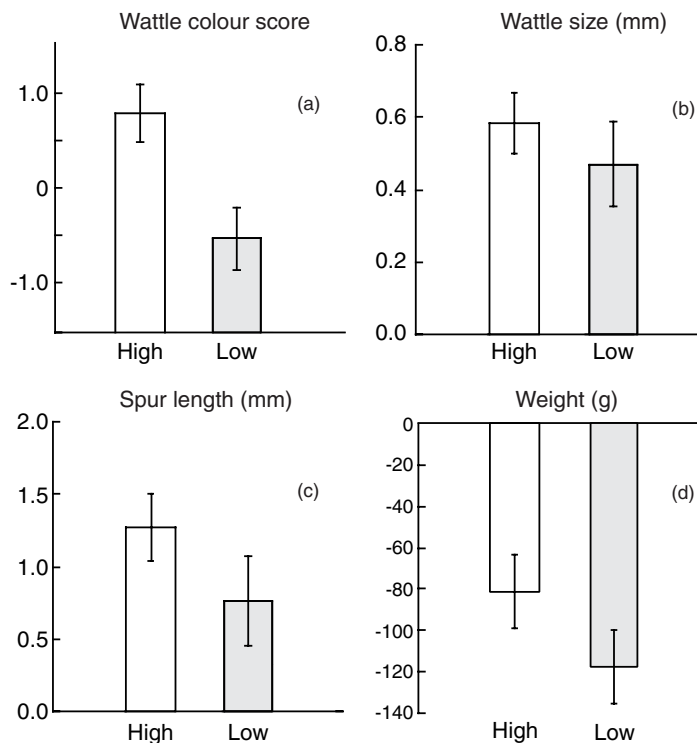 Wattle colour score
1.0
0
-1.0
(a)
High Low
Wattle size (mm)
0.8
0.6
0.4
0.2
0.0
(b)
High Low
Spur length (mm)
2.0
1.5
1.0
0.5
0.0
(c)
High Low
Weight (g)
0
-20
-40
-60
-80
-100
-120
-140
(d)
High Low